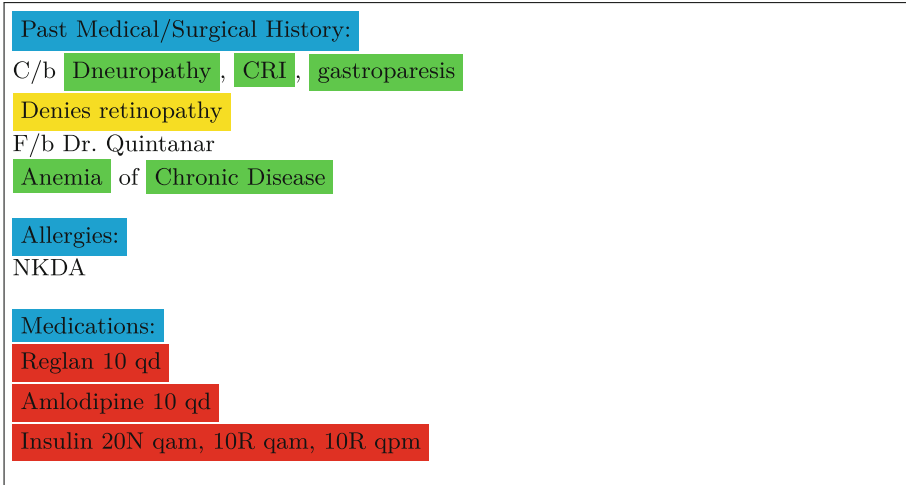 Past Medical/Surgical History:
C/b Dneuropathy, CRI, gastroparesis
Denies retinopathy
F/b Dr. Quintanar
Anemia of Chronic Disease
Allergies:
NKDA
Medications:
Reglan 10 qd
Amlodipine 10 qd
Insulin 20N qam, 10R qam, 10R qpm